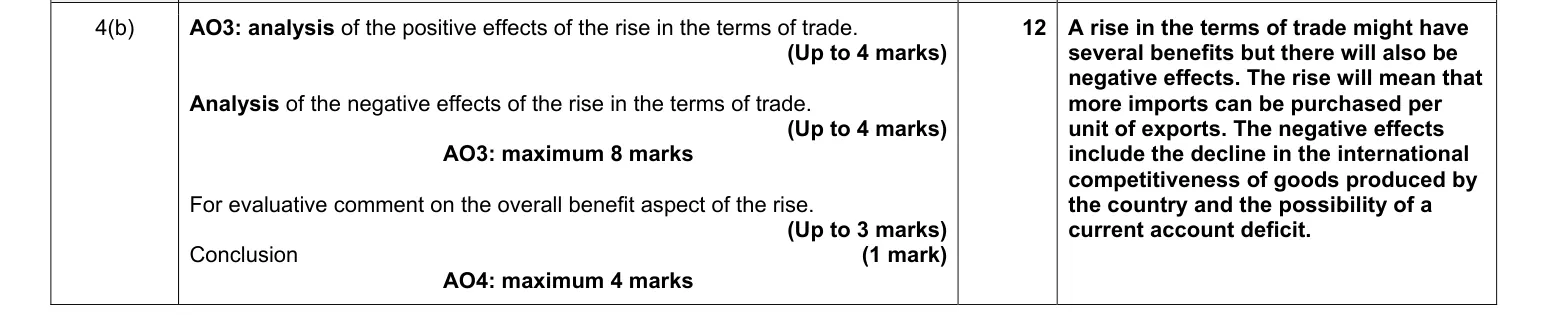 4(b)
AO3: analysis of the positive effects of the rise in the terms of trade.
(Up to 4 marks)
Analysis of the negative effects of the rise in the terms of trade.
(Up to 4 marks)
AO3: maximum 8 marks
For evaluative comment on the overall benefit aspect of the rise.
(Up to 3 marks)
Conclusion (1 mark)
AO4: maximum 4 marks
12
A rise in the terms of trade might have
several benefits but there will also be
negative effects. The rise will mean that
more imports can be purchased per
unit of exports. The negative effects
include the decline in the international
competitiveness of goods produced by
the country and the possibility of a
current account deficit.